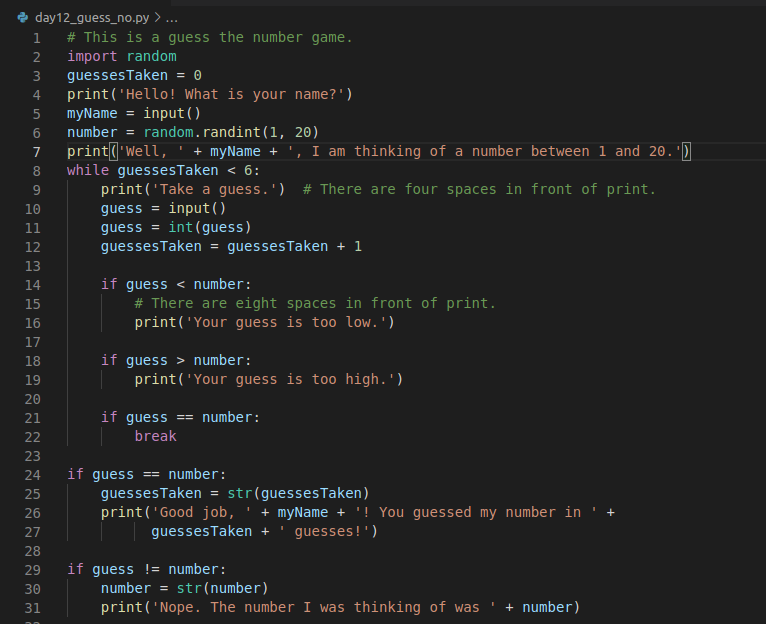 day12_guess_no.py > ...
1 # This is a guess the number game.
2 import random
3 guessesTaken = 0
4 print('Hello! What is your name?')
5 myName = input()
6 number = random.randint(1, 20)
7 print('Well, ' + myName + ', I am thinking of a number between 1 and 20.')
8 while guessesTaken < 6:
9     print('Take a guess.')  # There are four spaces in front of print.
10     guess = input()
11     guess = int(guess)
12     guessesTaken = guessesTaken + 1
13
14     if guess < number:
15         # There are eight spaces in front of print.
16         print('Your guess is too low.')
17
18     if guess > number:
19         print('Your guess is too high.')
20
21     if guess == number:
22         break
23
24 if guess == number:
25     guessesTaken = str(guessesTaken)
26     print('Good job, ' + myName + '! You guessed my number in ' +
27           guessesTaken + ' guesses!')
28
29 if guess != number:
30     number = str(number)
31     print('Nope. The number I was thinking of was ' + number)